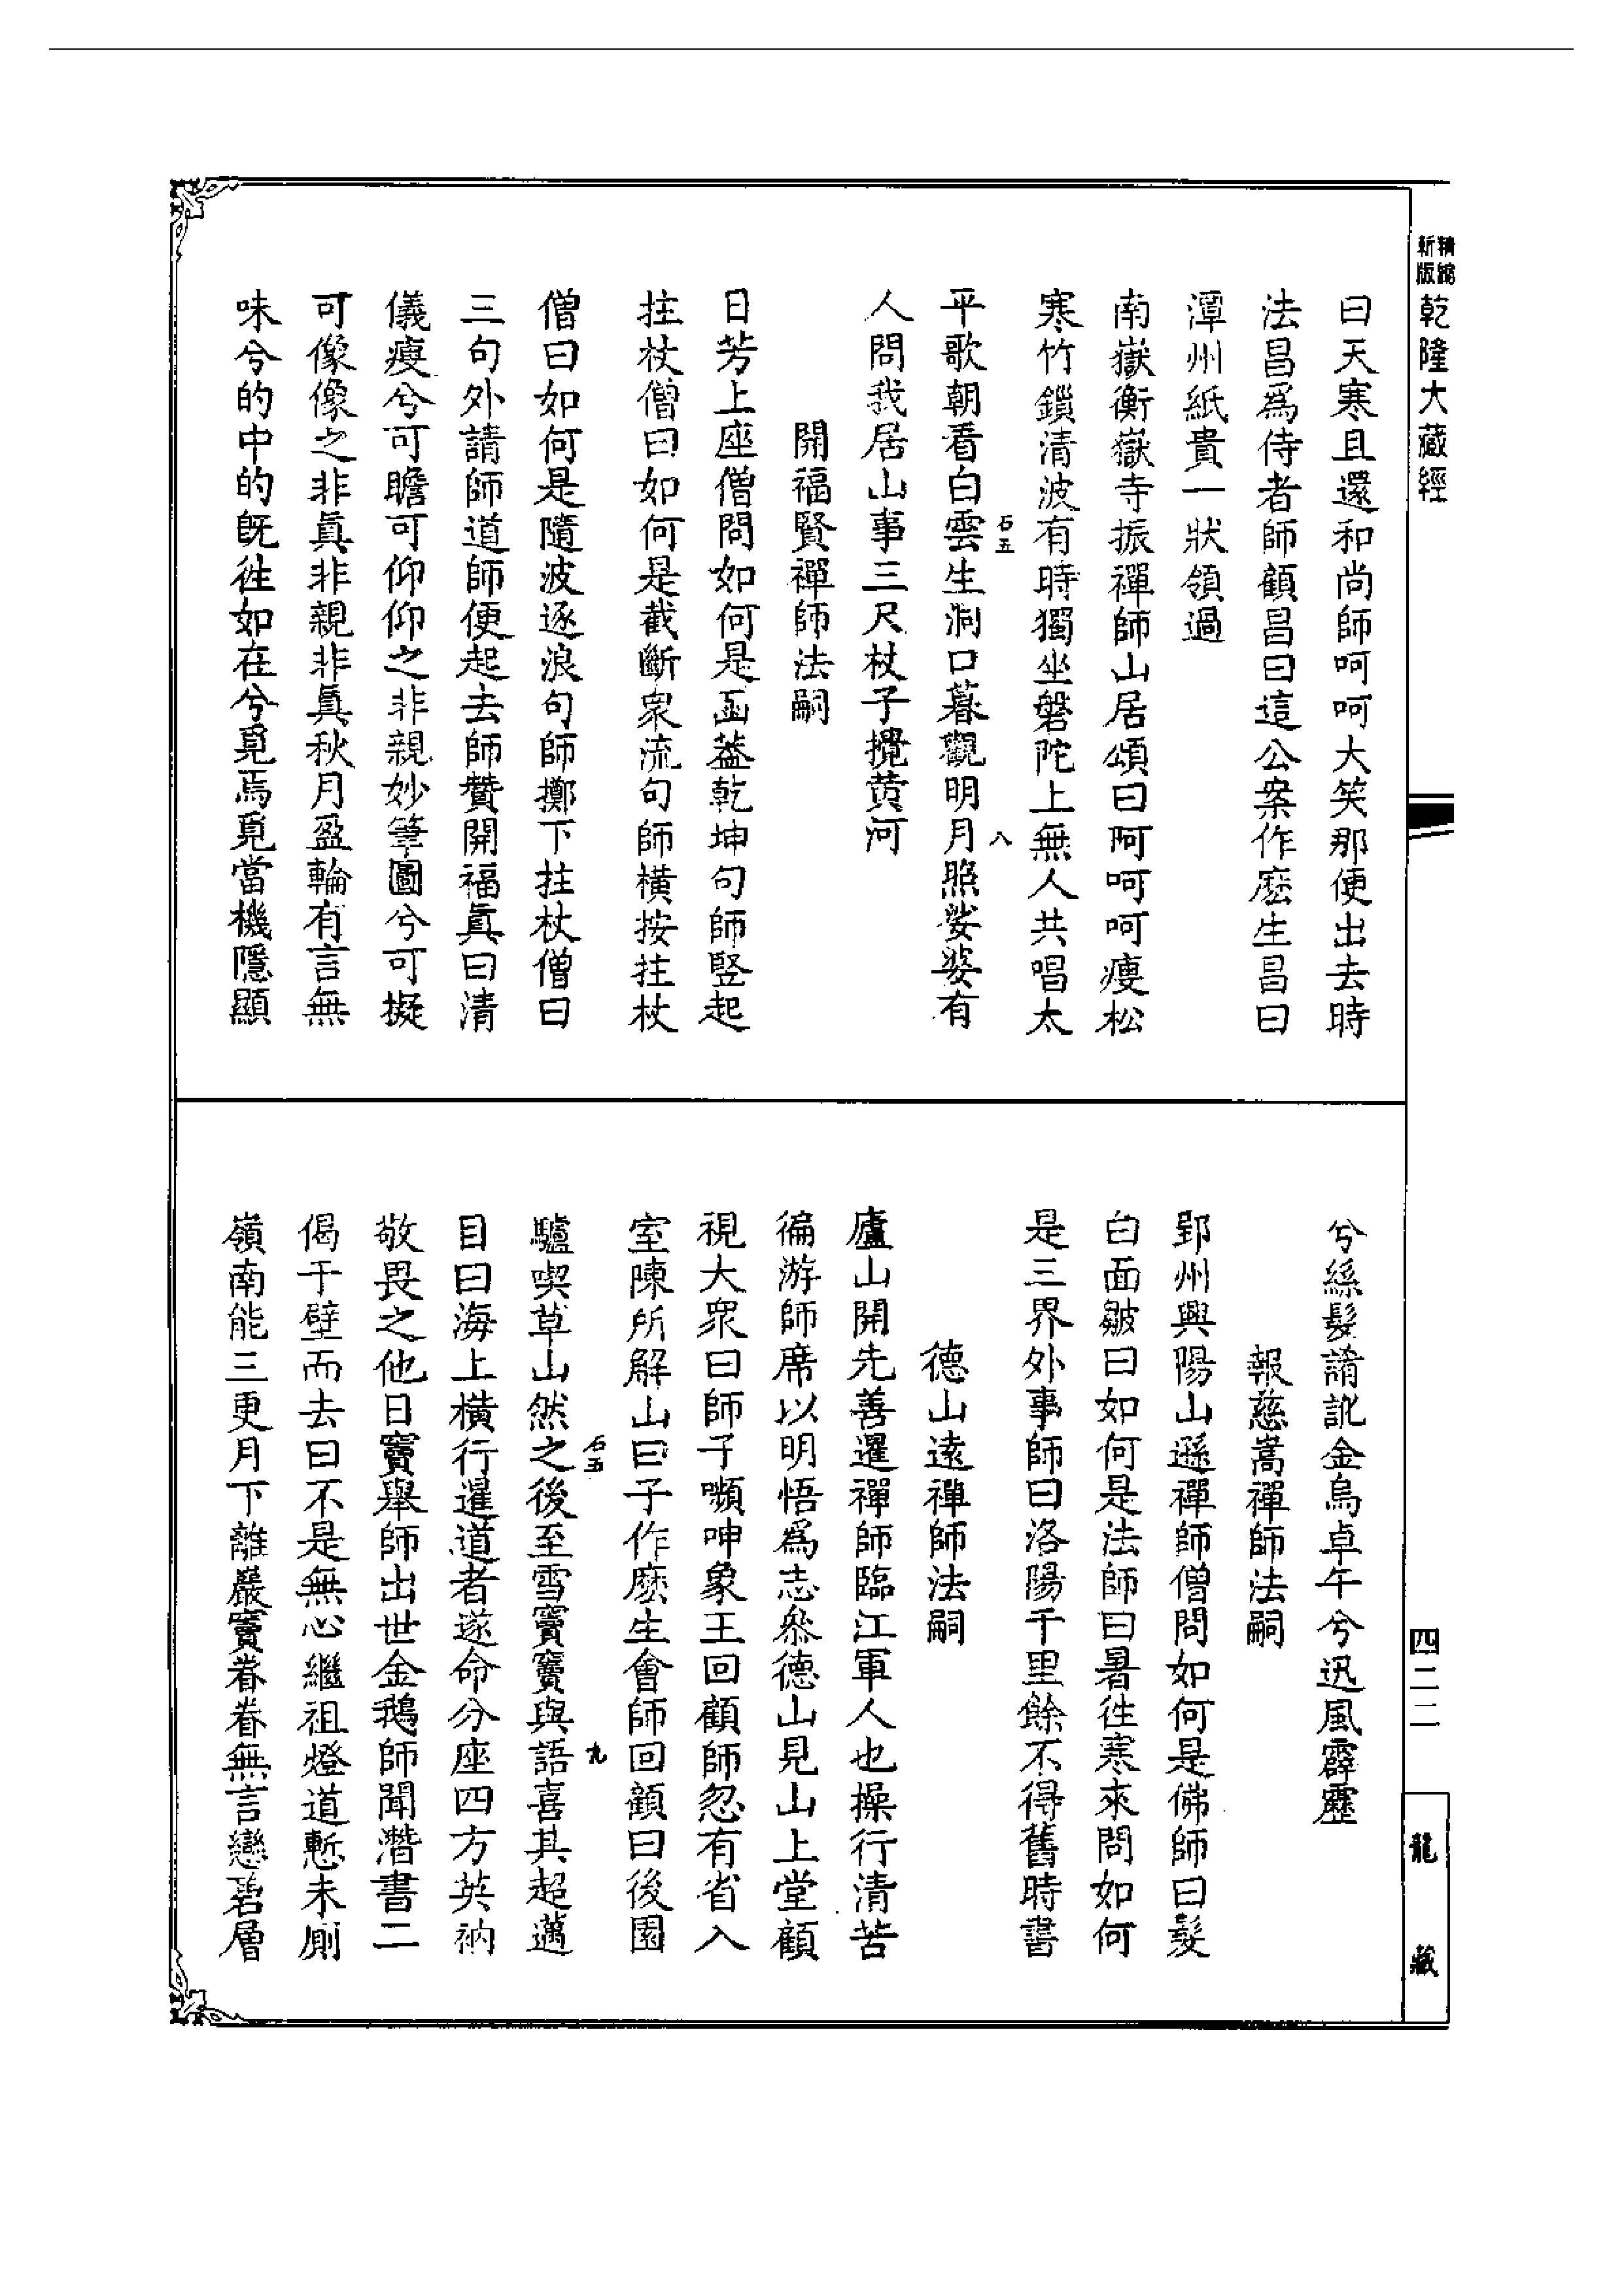 精縮新版乾隆大藏經
曰天寒且還和尚師呵呵大笑那便出去時
法昌爲侍者師顧昌曰這公案作麽生昌曰
潭州紙貴一狀領過
南嶽衡嶽寺振禪師山居頌曰阿呵呵瘦松
寒竹鎖清波有時獨坐磐陀上無人共唱太
石五 八
平歌朝看白雲生洞口暮觀明月照娑婆有
人問我居山事三尺杖子攪黃河
開福賢禪師法嗣
日芳上座僧問如何是函蓋乾坤句師竪起
拄杖僧曰如何是截斷衆流句師橫按拄杖
僧曰如何是隨波逐浪句師擲下拄杖僧曰
三句外請師道師便起去師贊開福眞曰清
儀瘦兮可瞻可仰仰之非親妙筆圖兮可擬
可像像之非眞非親非眞秋月盈輪有言無
味兮的中的旣往如在兮覓焉覓當機隱顯
兮絲髮誵訛金烏卓午兮迅風霹靂
報慈嵩禪師法嗣
郢州興陽山遜禪師僧問如何是佛師曰髮
白面皺曰如何是法師曰暑往寒來問如何
是三界外事師曰洛陽千里餘不得舊時書
德山遠禪師法嗣
廬山開先善暹禪師臨江軍人也操行清苦
徧游師席以明悟爲志叅德山見山上堂顧
視大衆曰師子嚬呻象王回顧師忽有省入
室陳所解山曰子作麽生會師回顧曰後園
石五 九
驢喫草山然之後至雪竇竇與語喜其超邁
目曰海上橫行暹道者遂命分座四方英衲
敬畏之他日竇舉師出世金鵝師聞潛書二
偈于壁而去曰不是無心繼祖燈道慙未厠
嶺南能三更月下離巖竇眷眷無言戀碧層
四二二
龍藏